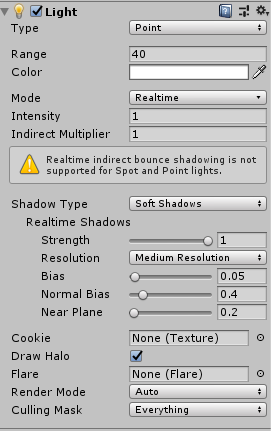 Light
Type Point
Range 40
Color
Mode Realtime
Intensity 1
Indirect Multiplier 1
Realtime indirect bounce shadowing is not
supported for Spot and Point lights.
Shadow Type Soft Shadows
Realtime Shadows
Strength 1
Resolution Medium Resolution
Bias 0.05
Normal Bias 0.4
Near Plane 0.2
Cookie None (Texture)
Draw Halo
Flare None (Flare)
Render Mode Auto
Culling Mask Everything